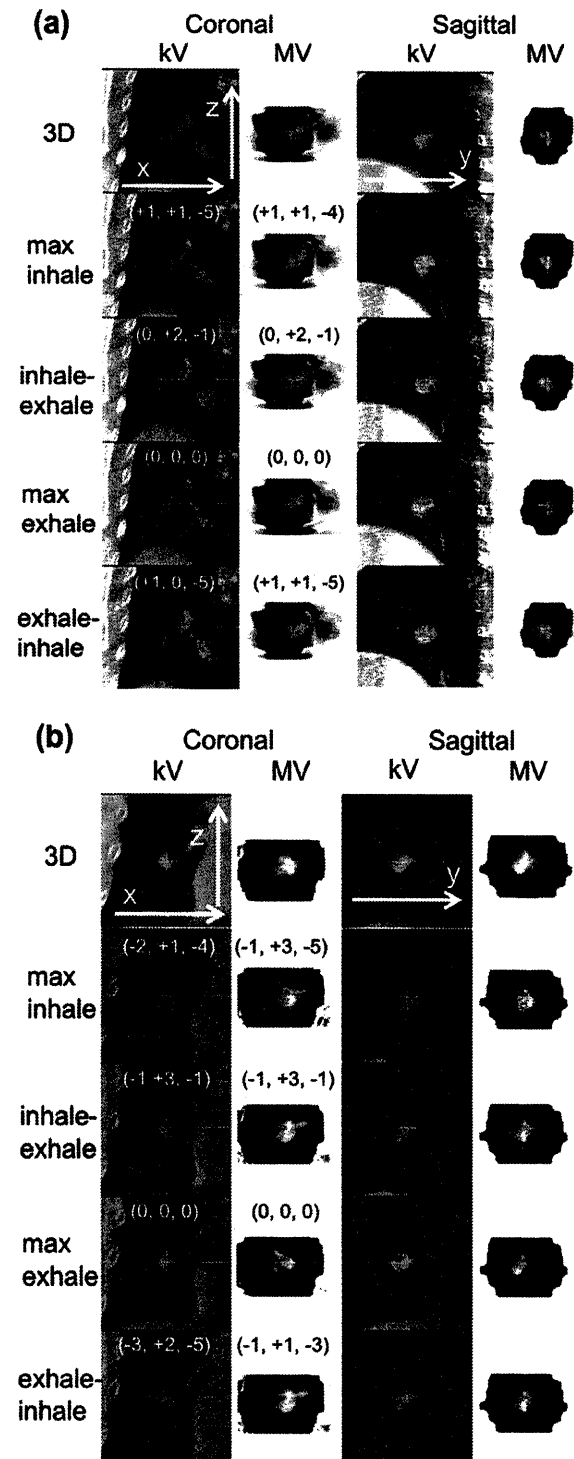 (a)
Coronal Sagittal
kV MV kV MV
3D
z
x
y
(+1, +1, -5) (+1, +1, -4)
max
inhale
(0, +2, -1) (0, +2, -1)
inhale-
exhale
(0, 0, 0) (0, 0, 0)
max
exhale
(+1, 0, -5) (+1, +1, -5)
exhale-
inhale
(b)
Coronal Sagittal
kV MV kV MV
3D
z
x
y
(-2, +1, -4) (-1, +3, -5)
max
inhale
(-1 +3, -1) (-1, +3, -1)
inhale-
exhale
(0, 0, 0) (0, 0, 0)
max
exhale
(-3, +2, -5) (-1, +1, -3)
exhale-
inhale